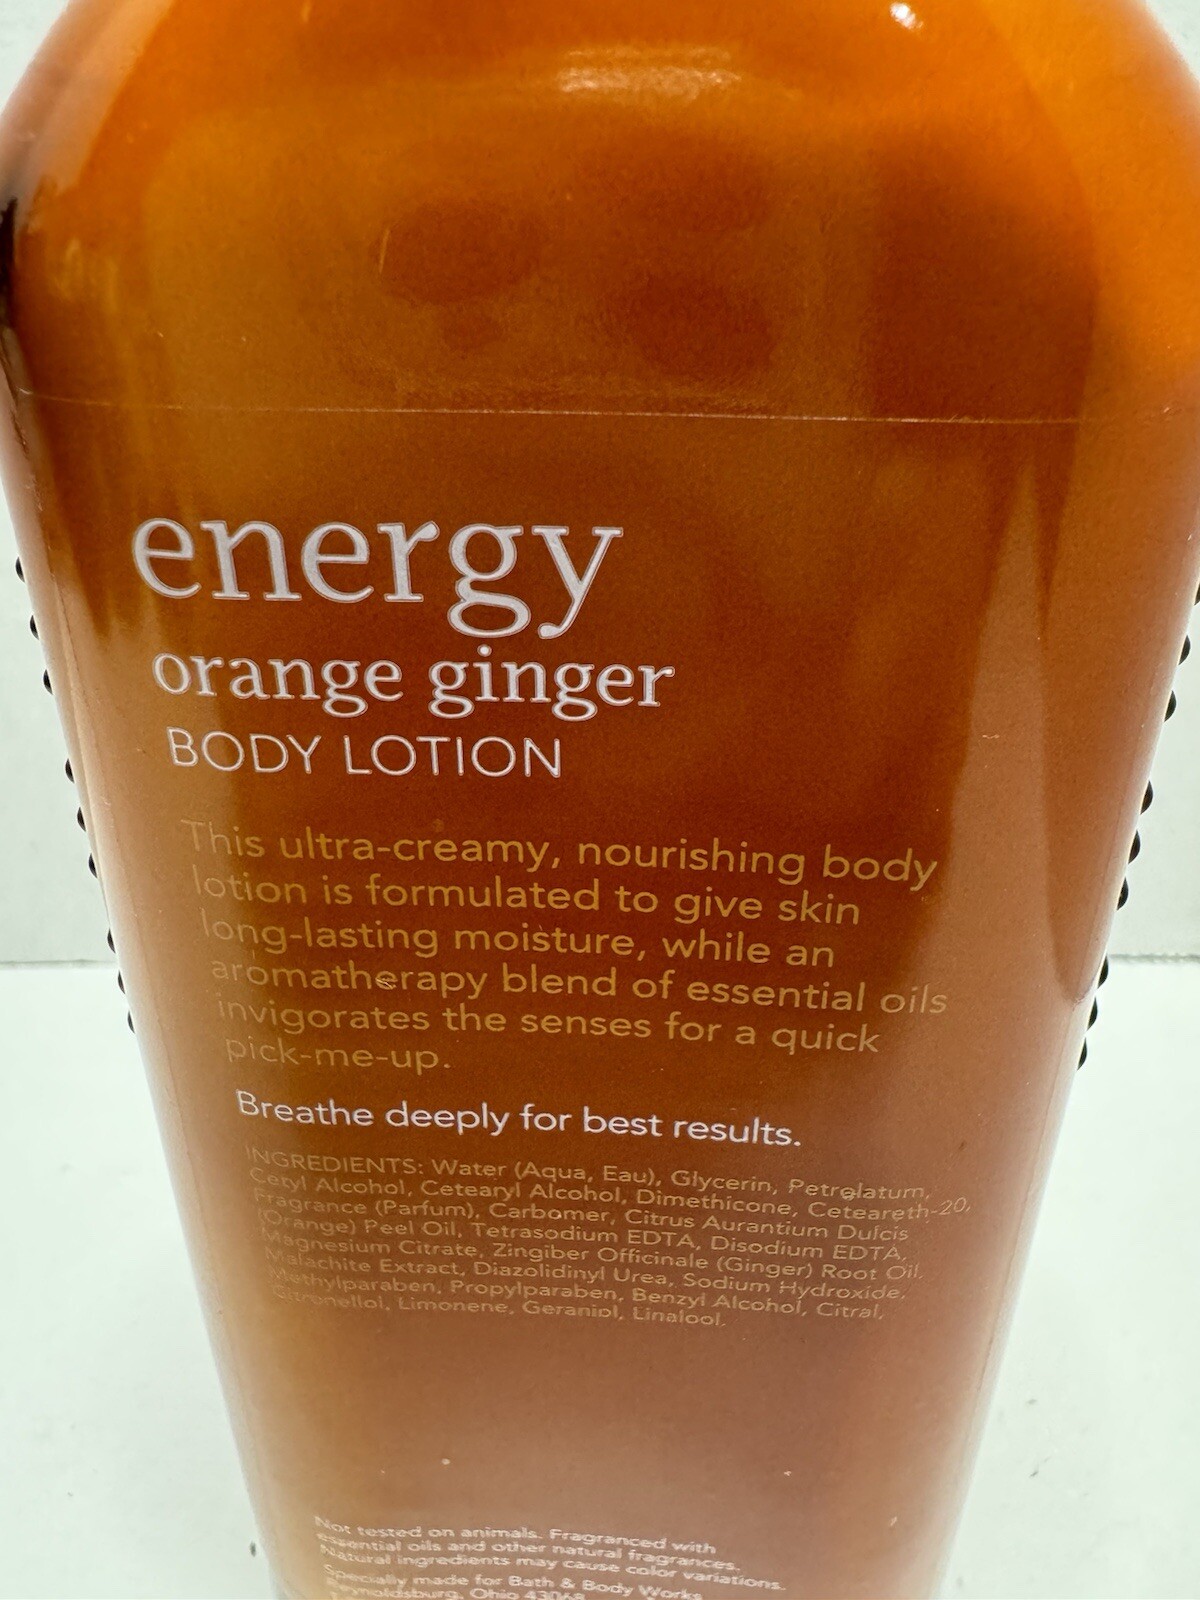 energy
orange ginger
BODY LOTION
This ultra-creamy, nourishing body
lotion is formulated to give skin
long-lasting moisture, while an
aromatherapy blend of essential oils
invigorates the senses for a quick
pick-me-up.
Breathe deeply for best results.
INGREDIENTS: Water (Aqua, Eau), Glycerin, Petrolatum,
Cetyl Alcohol, Cetearyl Alcohol, Dimethicone, Ceteareth-20,
Fragrance (Parfum), Carbomer, Citrus Aurantium Dulcis
(Orange) Peel Oil, Tetrasodium EDTA, Disodium EDTA,
Magnesium Citrate, Zingiber Officinale (Ginger) Root Oil,
Malachite Extract, Diazolidinyl Urea, Sodium Hydroxide,
Methylparaben, Propylparaben, Benzyl Alcohol, Citral,
Citronellol, Limonene, Geraniol, Linalool.
Not tested on animals. Fragranced with
essential oils and other natural fragrances.
Natural ingredients may cause color variations.
Specially made for Bath & Body Works
Reynoldsburg, Ohio 43068